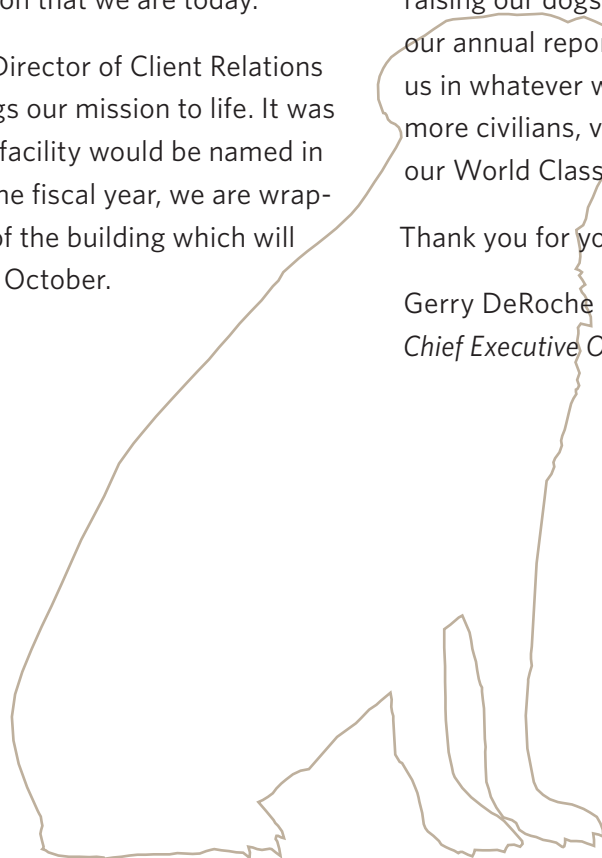 on that we are today.
Director of Client Relations
gs our mission to life. It was
facility would be named in
he fiscal year, we are wrap-
of the building which will
October.
raising our dogs
our annual repor
us in whatever w
more civilians, v
our World Class
Thank you for yo
Gerry DeRoche
Chief Executive O